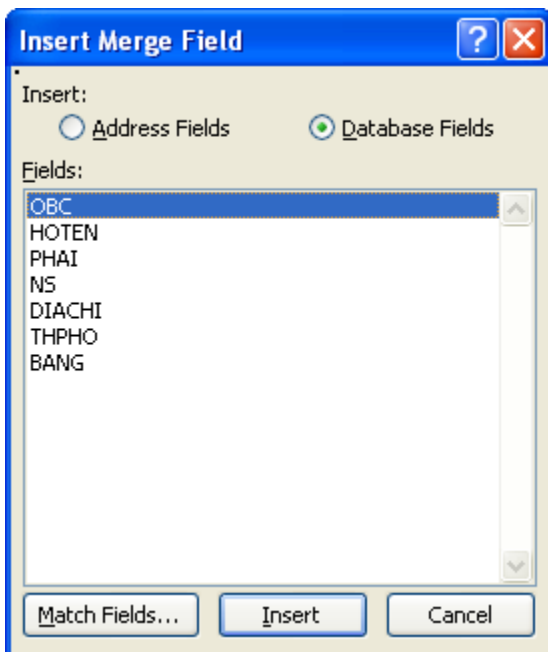 Insert Merge Field
Insert:
Address Fields Database Fields
Fields:
OBC
HOTEN
PHAI
NS
DIACHI
THPHO
BANG
Match Fields... Insert Cancel